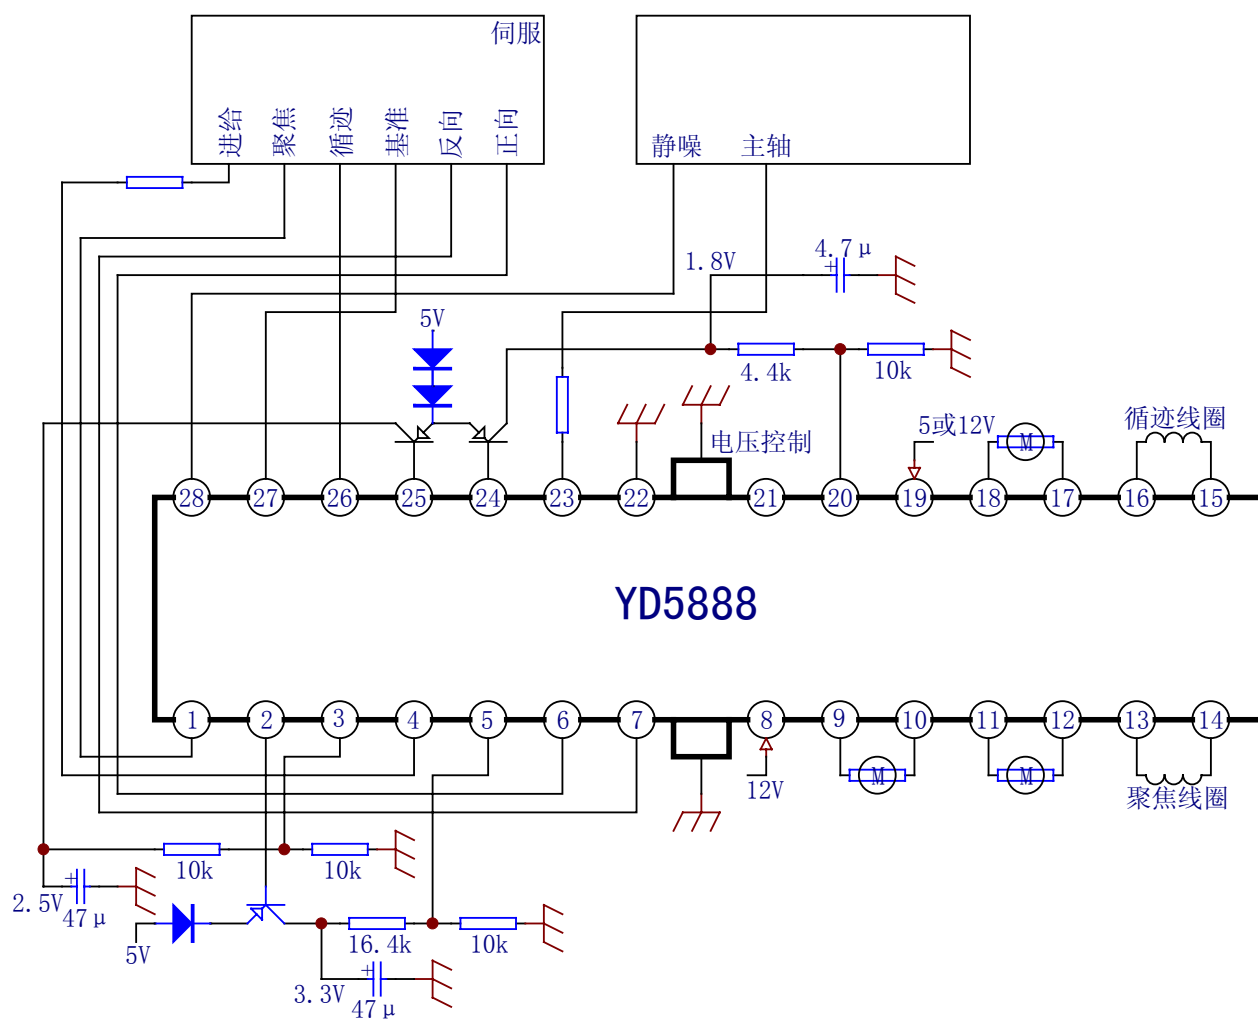 伺服
进给
聚焦
循迹
基准
反向
正向
静噪
主轴
4.7μ
+
1.8V
5V
4.4k
10k
循迹线圈
5或12V
M
电压控制
28
27
26
25
24
23
22
21
20
19
18
17
16
15
YD5888
1
2
3
4
5
6
7
8
9
10
11
12
13
14
M
M
12V
聚焦线圈
10k
10k
+
2.5V
47μ
5V
16.4k
10k
+
3.3V
47μ